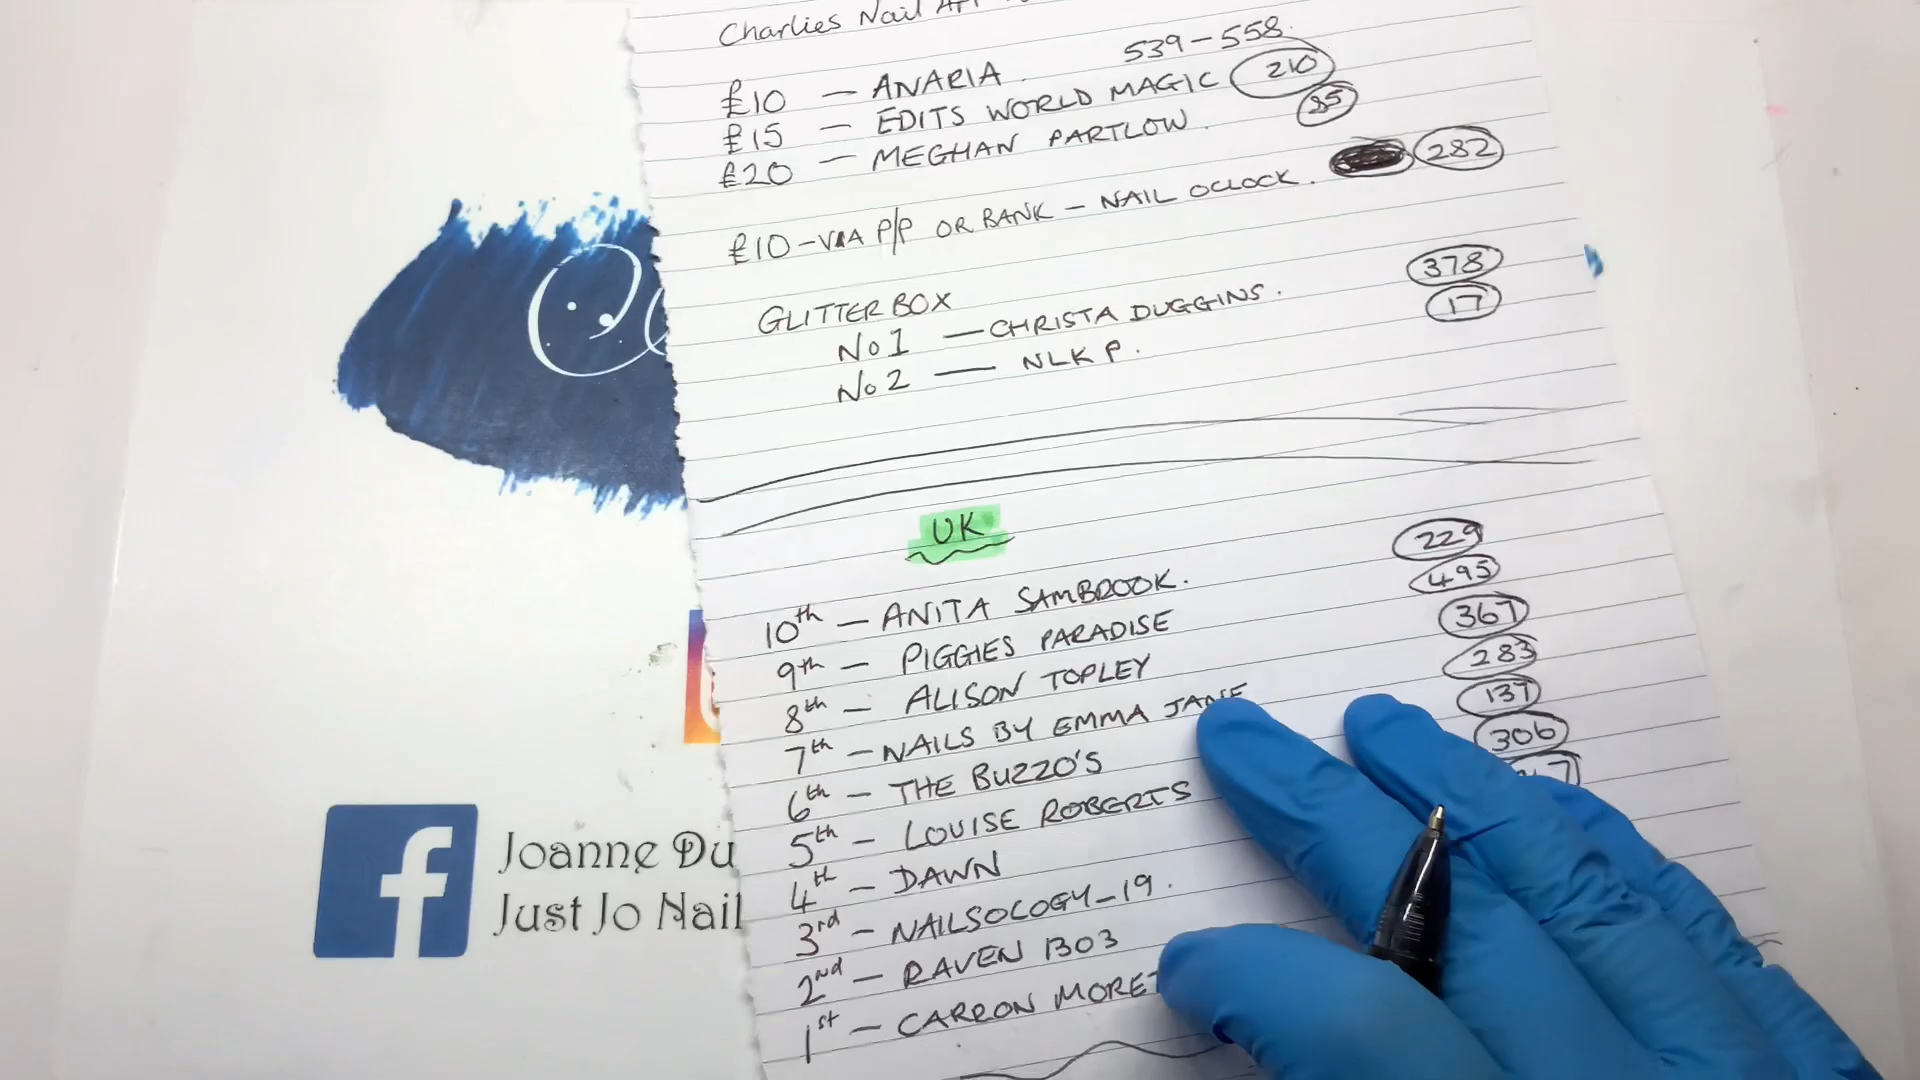 Charlies Nail Art
539-558.
£10 — ANARIA. 210
£15 — EDITS WORLD MAGIC 85
£20 — MEGHAN PARTLOW.
£10 - VIA P/P OR BANK - NAIL OCLOCK. 282
GLITTER BOX
No 1 — CHRISTA DUGGINS. 378
No 2 — NLK P. 17
UK
10th — ANITA SAMBROOK. 229
9th — PIGGIES PARADISE 495
8th — ALISON TOPLEY 367
7th — NAILS BY EMMA JANE 283
6th — THE BUZZO'S 137
5th — LOUISE ROBERTS 306
4th — DAWN
3rd — NAILSOLOGY_19.
2nd — RAVEN 1303
1st — CARRON
Joanne Du
Just Jo Nail